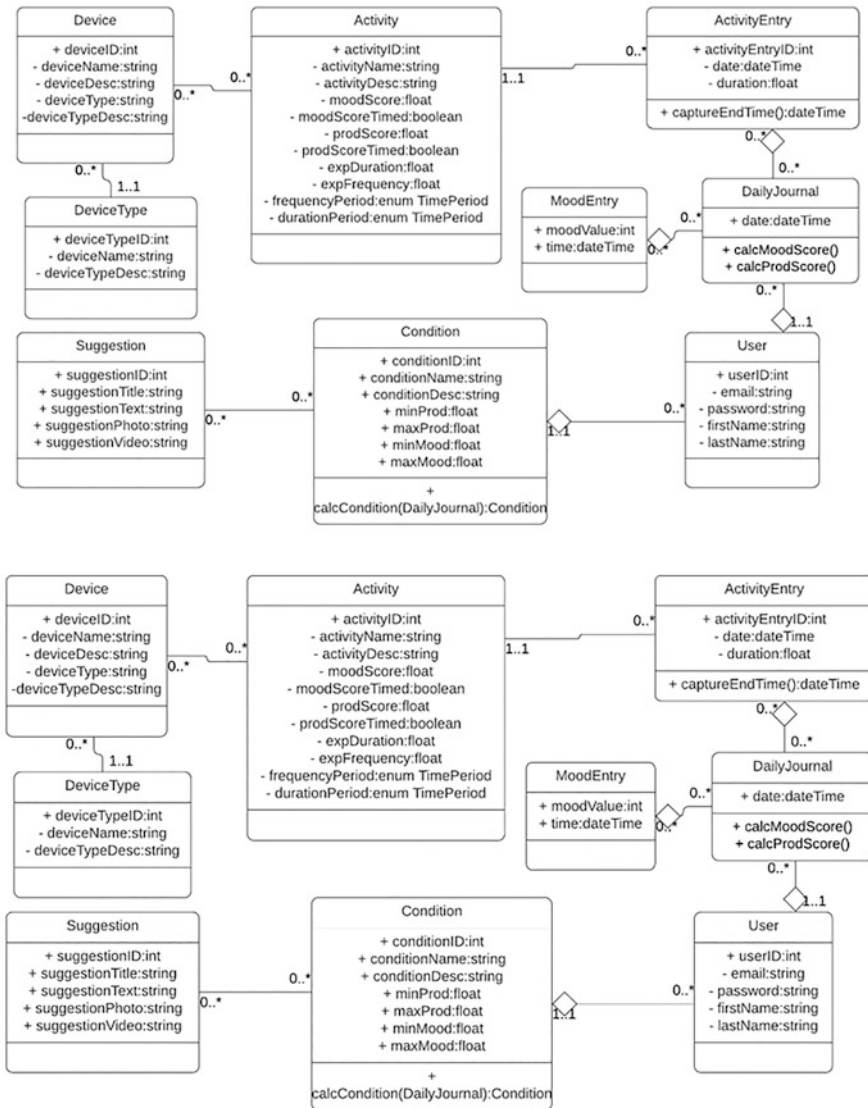 Device
+ deviceID:int
- deviceName:string
- deviceDesc:string
- deviceType:string
-deviceTypeDesc:string
0..*
0..*
Activity
+ activityID:int
- activityName:string
- activityDesc:string
- moodScore:float
- moodScoreTimed:boolean
- prodScore:float
- prodScoreTimed:boolean
- expDuration:float
- expFrequency:float
- frequencyPeriod:enum TimePeriod
- durationPeriod:enum TimePeriod
1..1
0..*
ActivityEntry
+ activityEntryID:int
- date:dateTime
- duration:float
+ captureEndTime():dateTime
0..*
0..*
0..*
1..1
DeviceType
+ deviceTypeID:int
- deviceName:string
- deviceTypeDesc:string
MoodEntry
+ moodValue:int
+ time:dateTime
0..*
0..*
DailyJournal
+ date:dateTime
+ calcMoodScore()
+ calcProdScore()
0..*
1..1
Suggestion
+ suggestionID:int
+ suggestionTitle:string
+ suggestionText:string
+ suggestionPhoto:string
+ suggestionVideo:string
0..*
0..*
Condition
+ conditionID:int
+ conditionName:string
+ conditionDesc:string
+ minProd:float
+ maxProd:float
+ minMood:float
+ maxMood:float
+
calcCondition(DailyJournal):Condition
1..1
0..*
User
+ userID:int
- email:string
- password:string
- firstName:string
- lastName:string
Device
+ deviceID:int
- deviceName:string
- deviceDesc:string
- deviceType:string
-deviceTypeDesc:string
0..*
0..*
Activity
+ activityID:int
- activityName:string
- activityDesc:string
- moodScore:float
- moodScoreTimed:boolean
- prodScore:float
- prodScoreTimed:boolean
- expDuration:float
- expFrequency:float
- frequencyPeriod:enum TimePeriod
- durationPeriod:enum TimePeriod
1..1
0..*
ActivityEntry
+ activityEntryID:int
- date:dateTime
- duration:float
+ captureEndTime():dateTime
0..*
0..*
0..*
1..1
DeviceType
+ deviceTypeID:int
- deviceName:string
- deviceTypeDesc:string
MoodEntry
+ moodValue:int
+ time:dateTime
0..*
0..*
DailyJournal
+ date:dateTime
+ calcMoodScore()
+ calcProdScore()
0..*
1..1
Suggestion
+ suggestionID:int
+ suggestionTitle:string
+ suggestionText:string
+ suggestionPhoto:string
+ suggestionVideo:string
0..*
0..*
Condition
+ conditionID:int
+ conditionName:string
+ conditionDesc:string
+ minProd:float
+ maxProd:float
+ minMood:float
+ maxMood:float
+
calcCondition(DailyJournal):Condition
1..1
0..*
User
+ userID:int
- email:string
- password:string
- firstName:string
- lastName:string